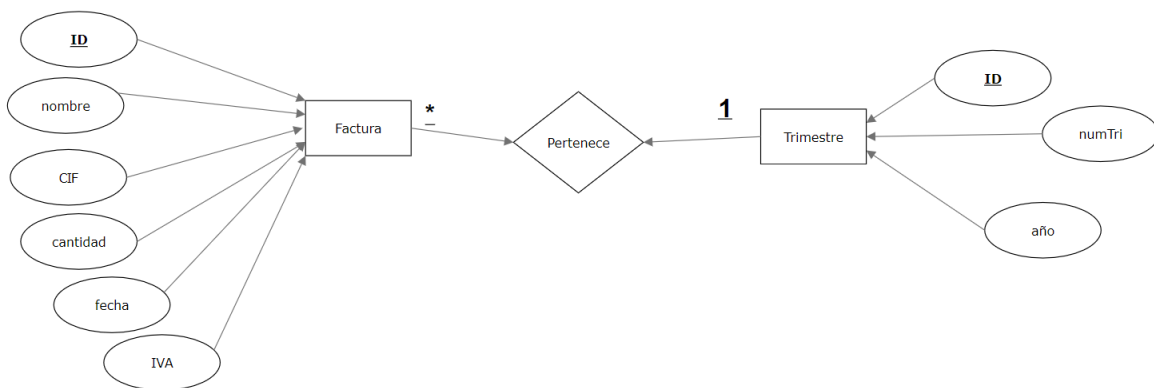 ID
nombre
CIF
cantidad
fecha
IVA
Factura
*
Pertenece
1
Trimestre
ID
numTri
año